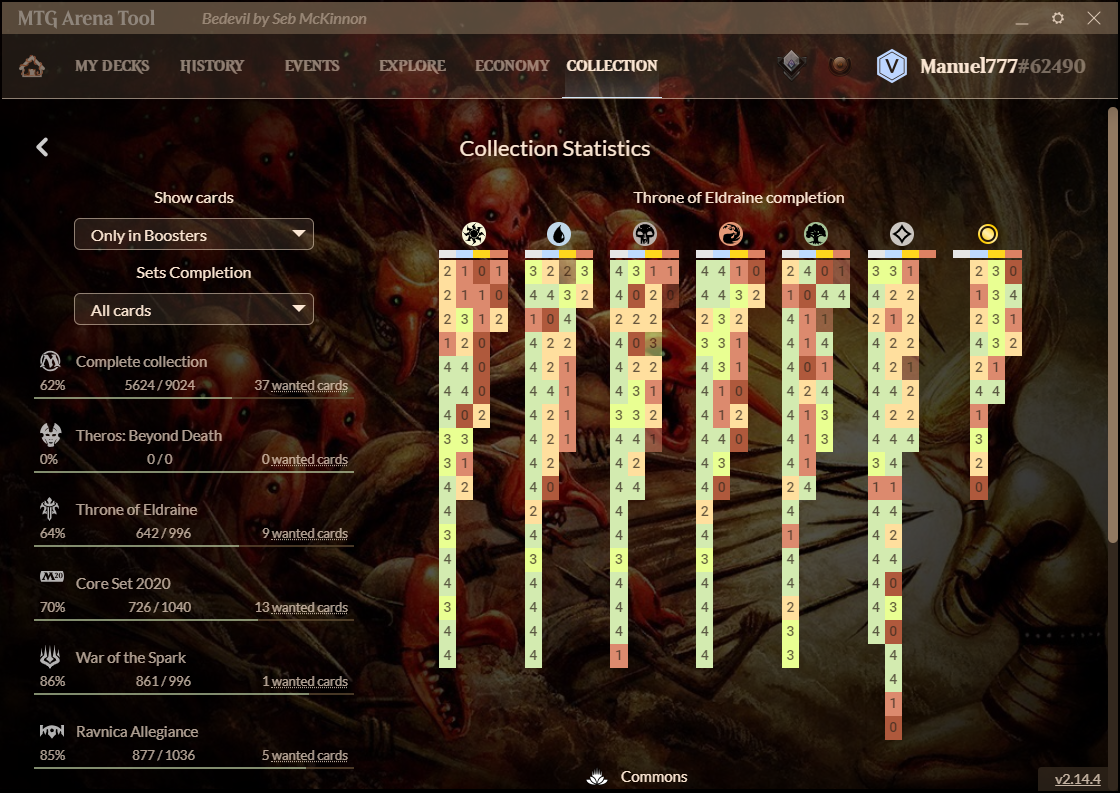 MTG Arena Tool
Bedevil by Seb McKinnon
MY DECKS HISTORY EVENTS EXPLORE ECONOMY COLLECTION
V Manuel777#62490
Collection Statistics
Show cards
Only in Boosters
Sets Completion
All cards
Complete collection
62% 5624 / 9024 37 wanted cards
Theros: Beyond Death
0% 0 / 0 0 wanted cards
Throne of Eldraine
64% 642 / 996 9 wanted cards
M20 Core Set 2020
70% 726 / 1040 13 wanted cards
War of the Spark
86% 861 / 996 1 wanted cards
Ravnica Allegiance
85% 877 / 1036 5 wanted cards
Throne of Eldraine completion
2 1 0 1 3 2 2 3 4 3 1 1 4 4 1 0 2 4 0 1 3 3 1 2 3 0
2 1 1 0 4 4 3 2 4 0 2 0 4 4 3 2 1 0 4 4 4 2 2 1 3 4
2 3 1 2 1 0 4 2 2 2 2 3 2 4 1 1 2 1 2 2 3 1
1 2 0 4 2 2 4 0 3 3 3 1 4 1 4 4 2 2 4 3 2
4 4 0 4 2 1 4 2 2 4 3 1 4 0 1 4 2 1 2 1
4 4 0 4 4 1 4 3 1 4 1 0 4 2 4 4 4 2 4 4
4 0 2 4 2 1 3 3 2 4 1 2 4 1 3 4 2 2 1
3 3 4 2 1 4 4 1 4 4 0 4 1 3 4 4 4 3
3 1 4 2 4 2 4 3 4 1 3 4 2
4 2 4 0 4 4 4 0 2 4 1 1 0
4 2 4 2 4 4 4
3 4 4 4 1 4 2
4 3 3 3 4 4 4
4 4 4 4 4 4 0
3 4 4 4 2 4 3
4 4 4 4 3 4 0
4 4 1 4 3 4
1
0
Commons
v2.14.4